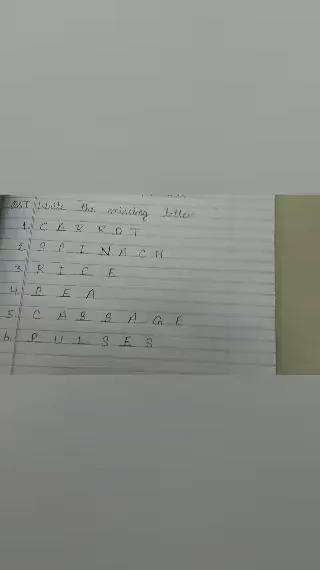 Write the missing letter
1. C A R R O T
2. S P I N A C H
3. R I C E
4. P E A
5. C A B B A G E
6. P U L S E S